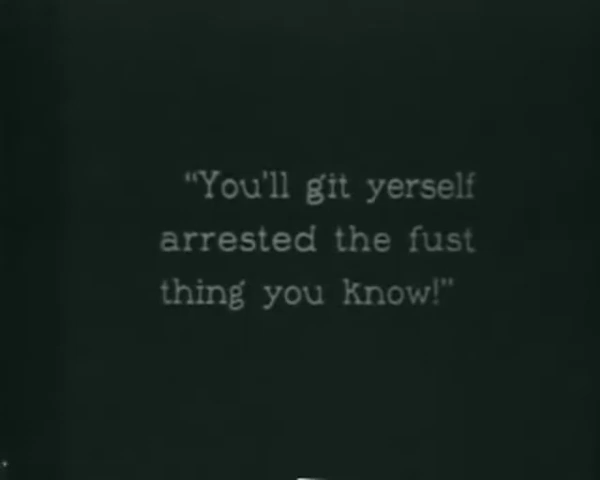 “You'll git yerself
arrested the fust
thing you know!”